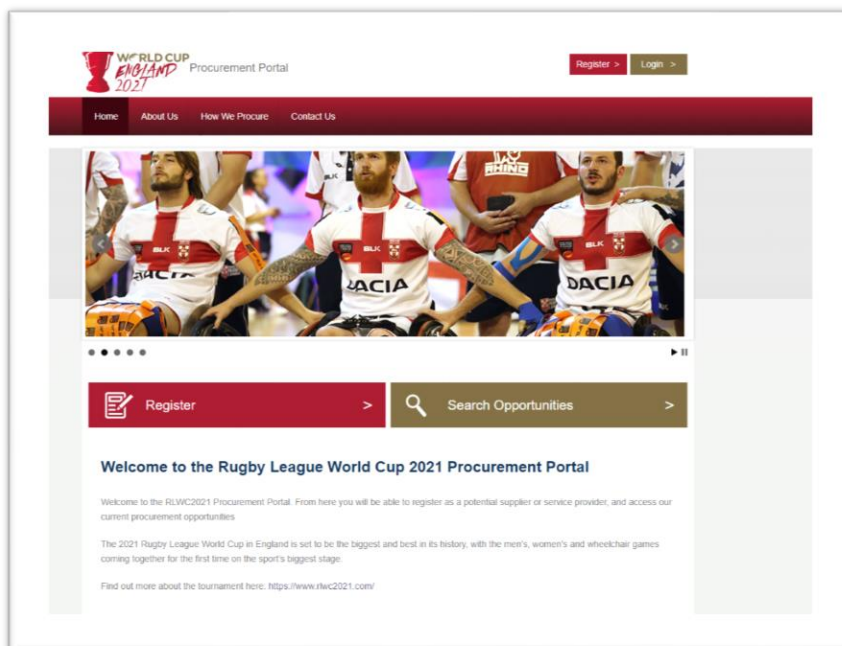 WORLD CUP
ENGLAND
2021
Procurement Portal
Register >
Login >
Home About Us How We Procure Contact Us
RHINO
BLK
BLK
BLK
DACIA
DACIA
DACIA
Register >
Search Opportunities >
Welcome to the Rugby League World Cup 2021 Procurement Portal
Welcome to the RLWC2021 Procurement Portal. From here you will be able to register as a potential supplier or service provider, and access our
current procurement opportunities
The 2021 Rugby League World Cup in England is set to be the biggest and best in its history, with the men's, women's and wheelchair games
coming together for the first time on the sport's biggest stage.
Find out more about the tournament here: https://www.rlwc2021.com/